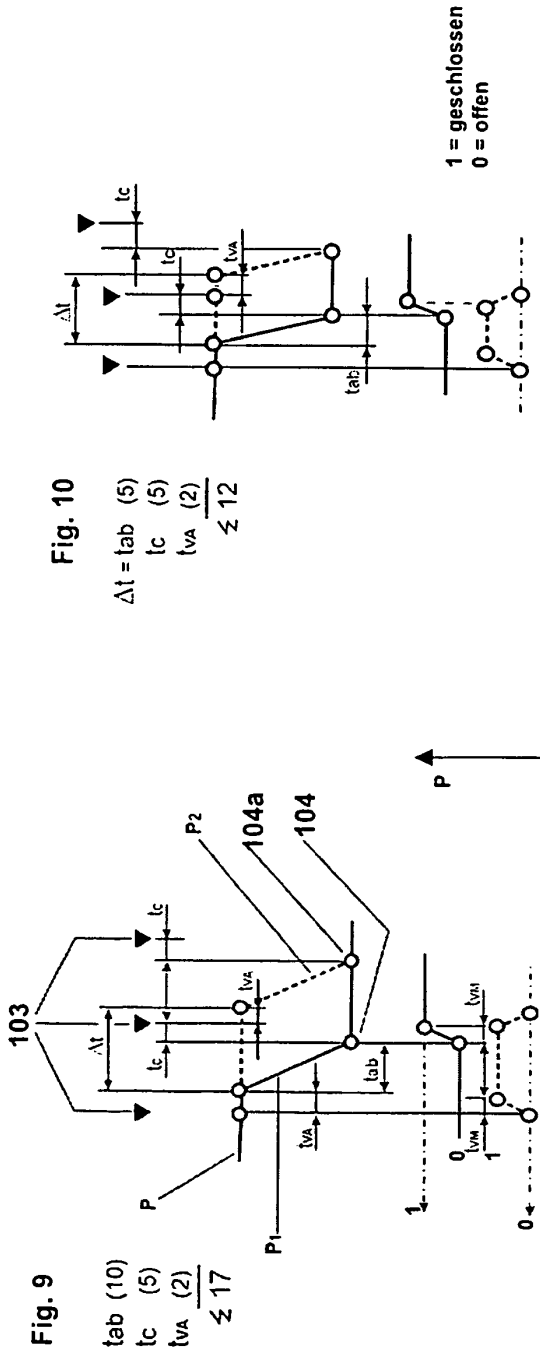 Fig. 9
tab (10)
tc (5)
tvA (2)
≤ 17
103
Δt
tc
tvA
tc
P
P1
P2
104a
104
tvA
tab
1
0
tvM
tvM
1
0
P
Fig. 10
Δt = tab (5)
tc (5)
tvA (2)
≤ 12
Δt
tc
tc
tvA
tab
1 = geschlossen
0 = offen